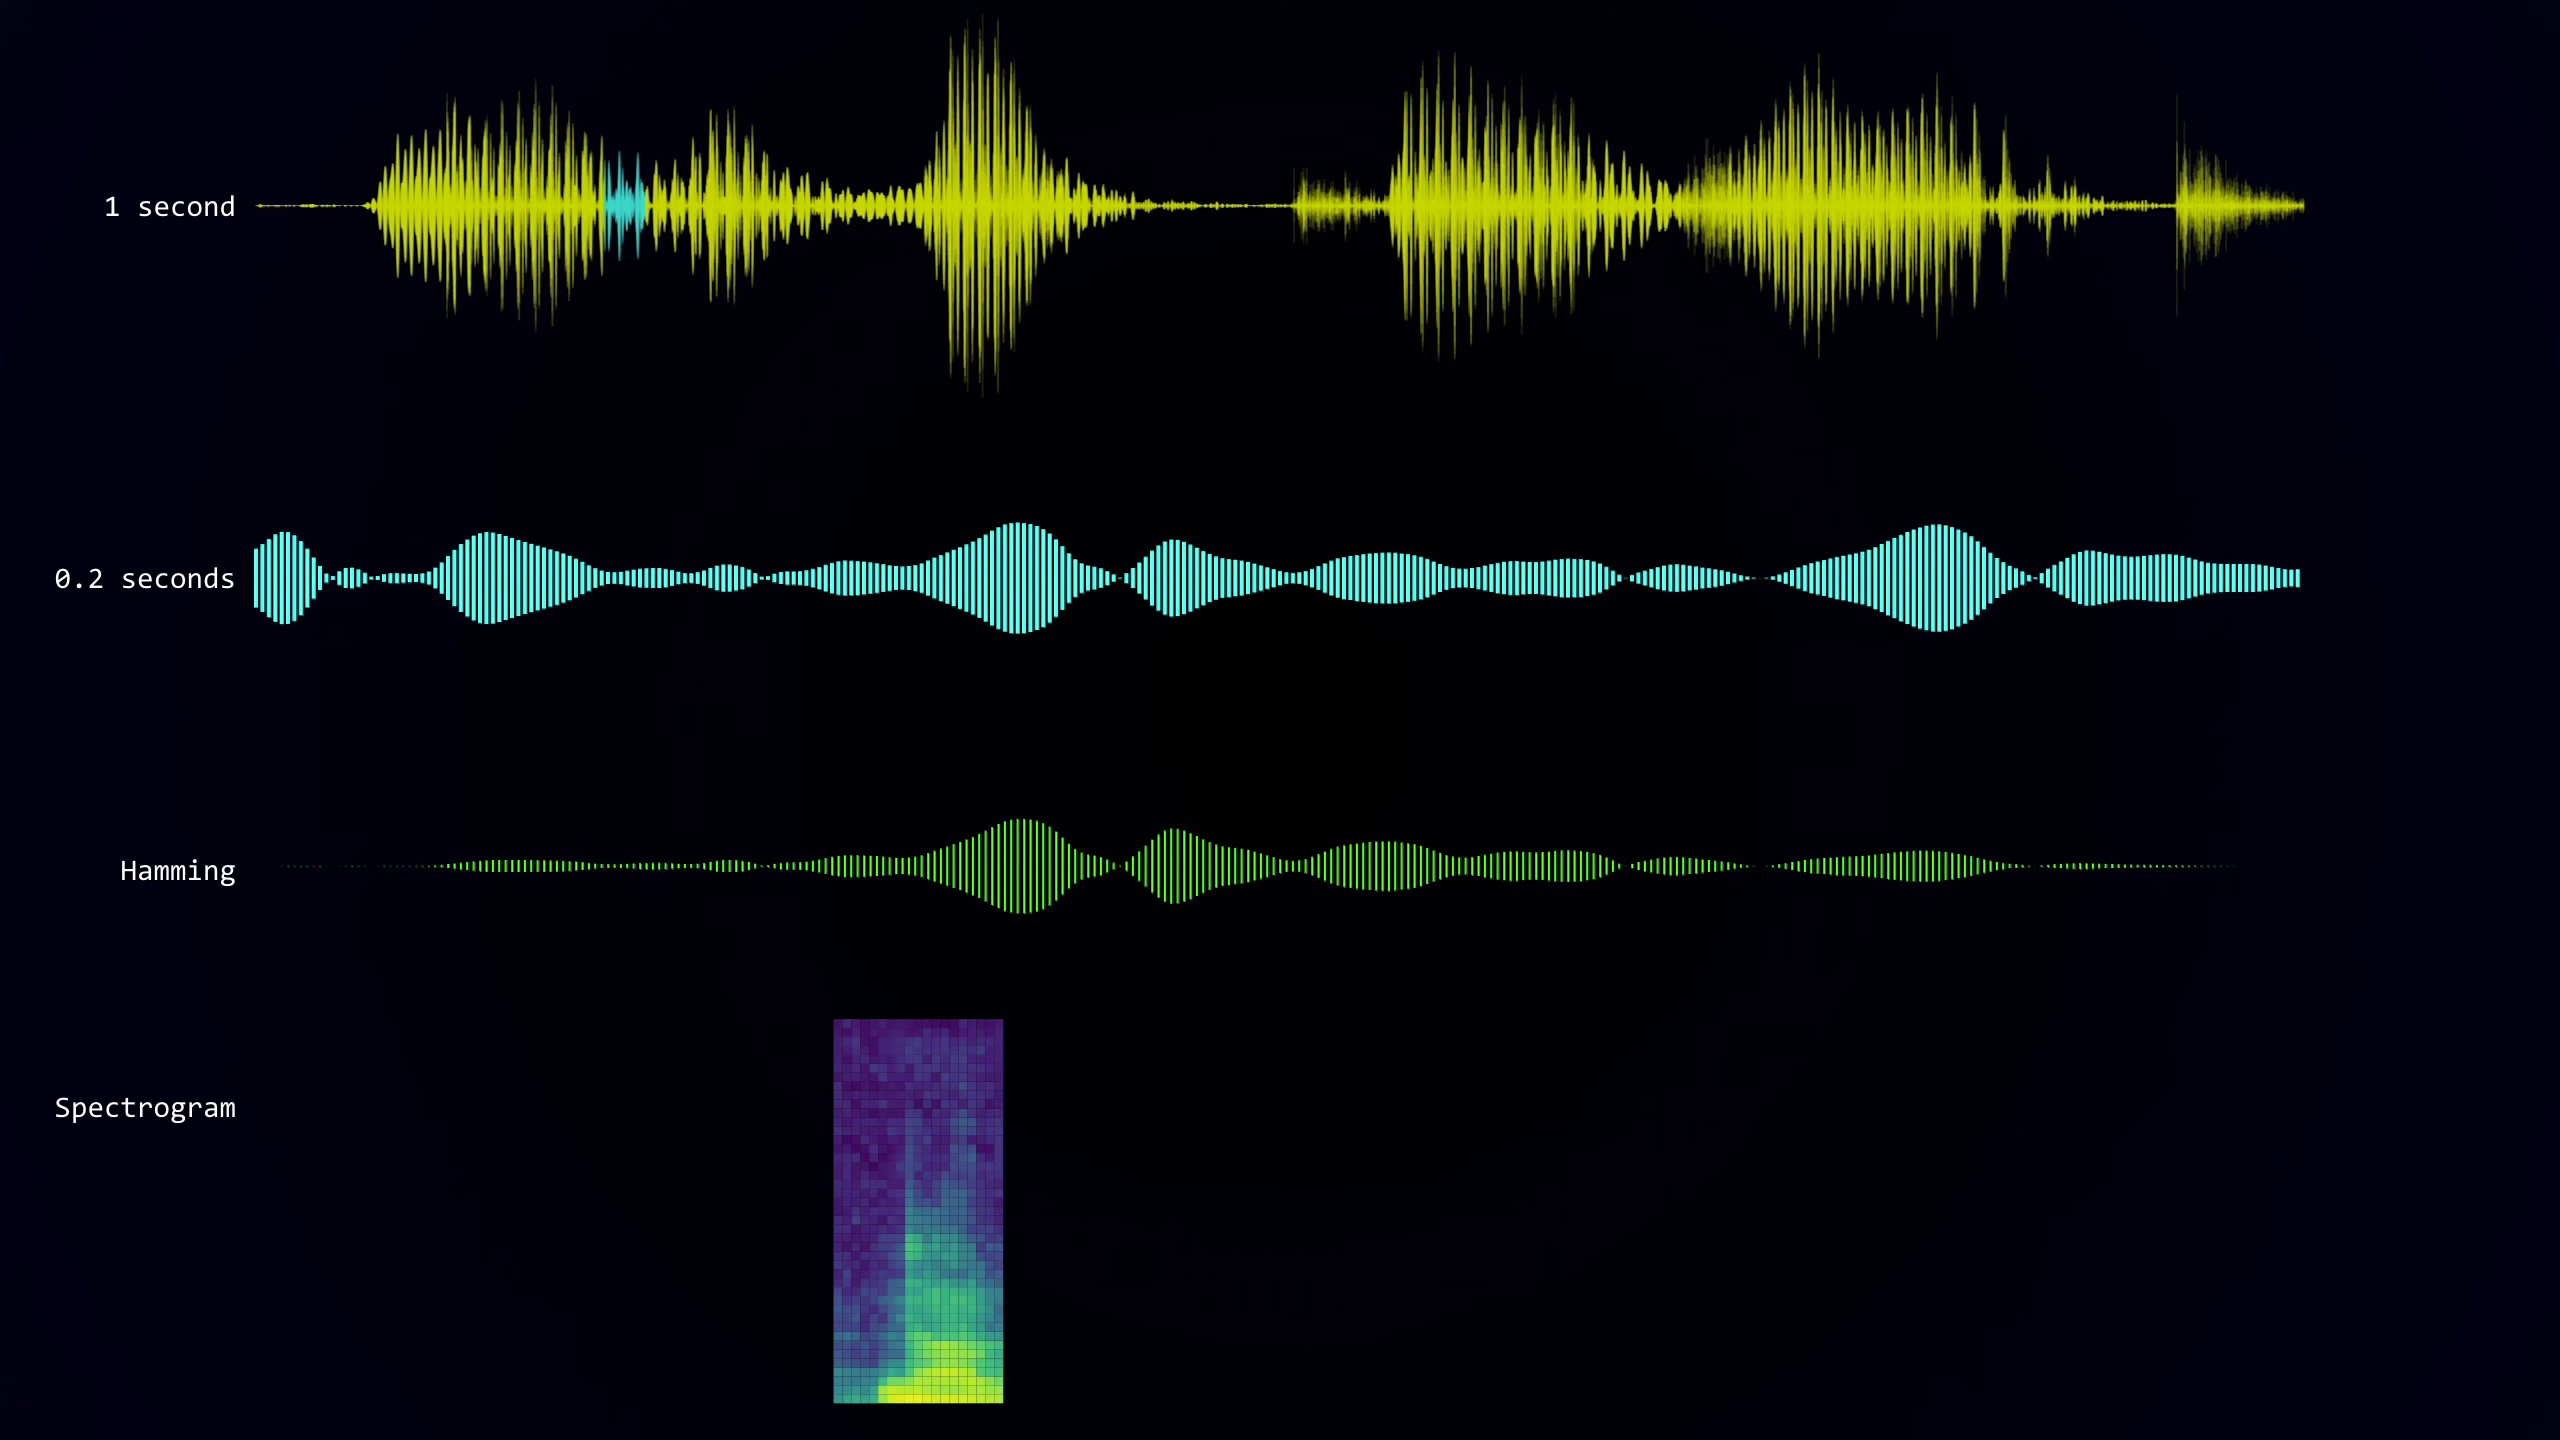 1 second
0.2 seconds
Hamming
Spectrogram